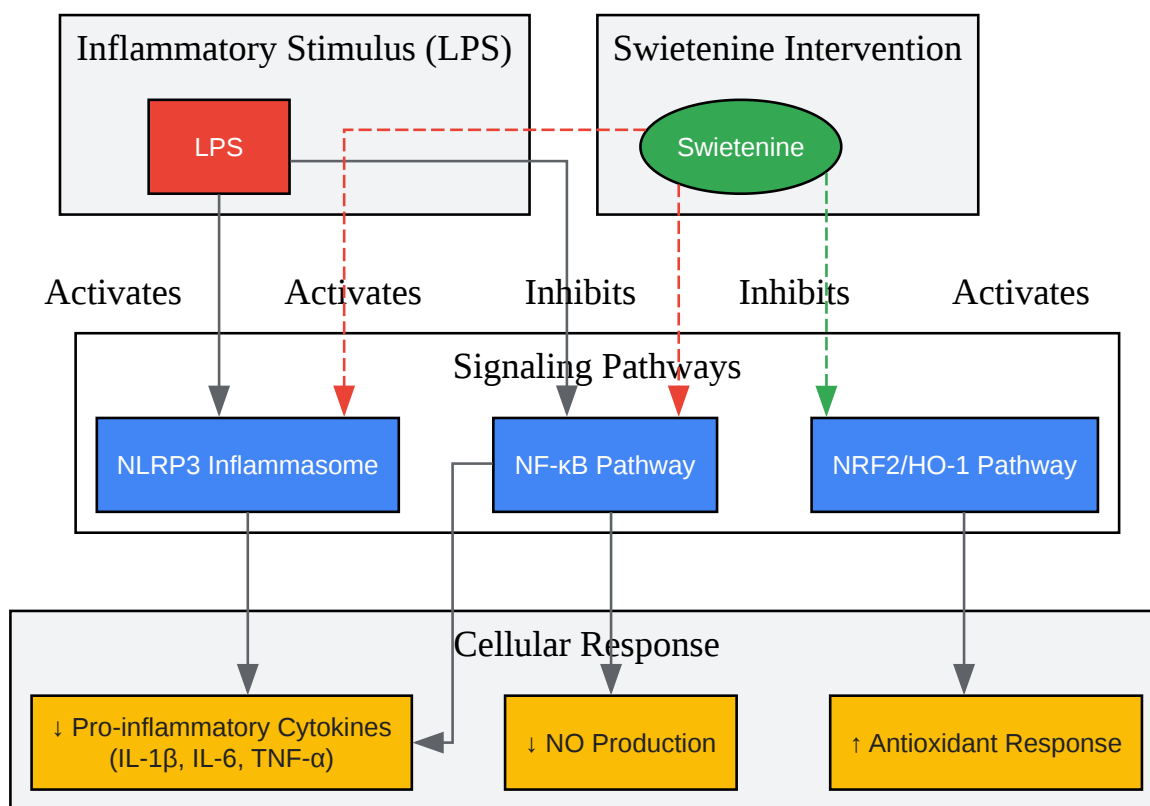 Inflammatory Stimulus (LPS)
Swietenine Intervention
LPS
Swietenine
Activates
Activates
Inhibits
Inhibits
Activates
Signaling Pathways
NLRP3 Inflammasome
NF-κB Pathway
NRF2/HO-1 Pathway
Cellular Response
↓ Pro-inflammatory Cytokines
(IL-1β, IL-6, TNF-α)
↓ NO Production
↑ Antioxidant Response